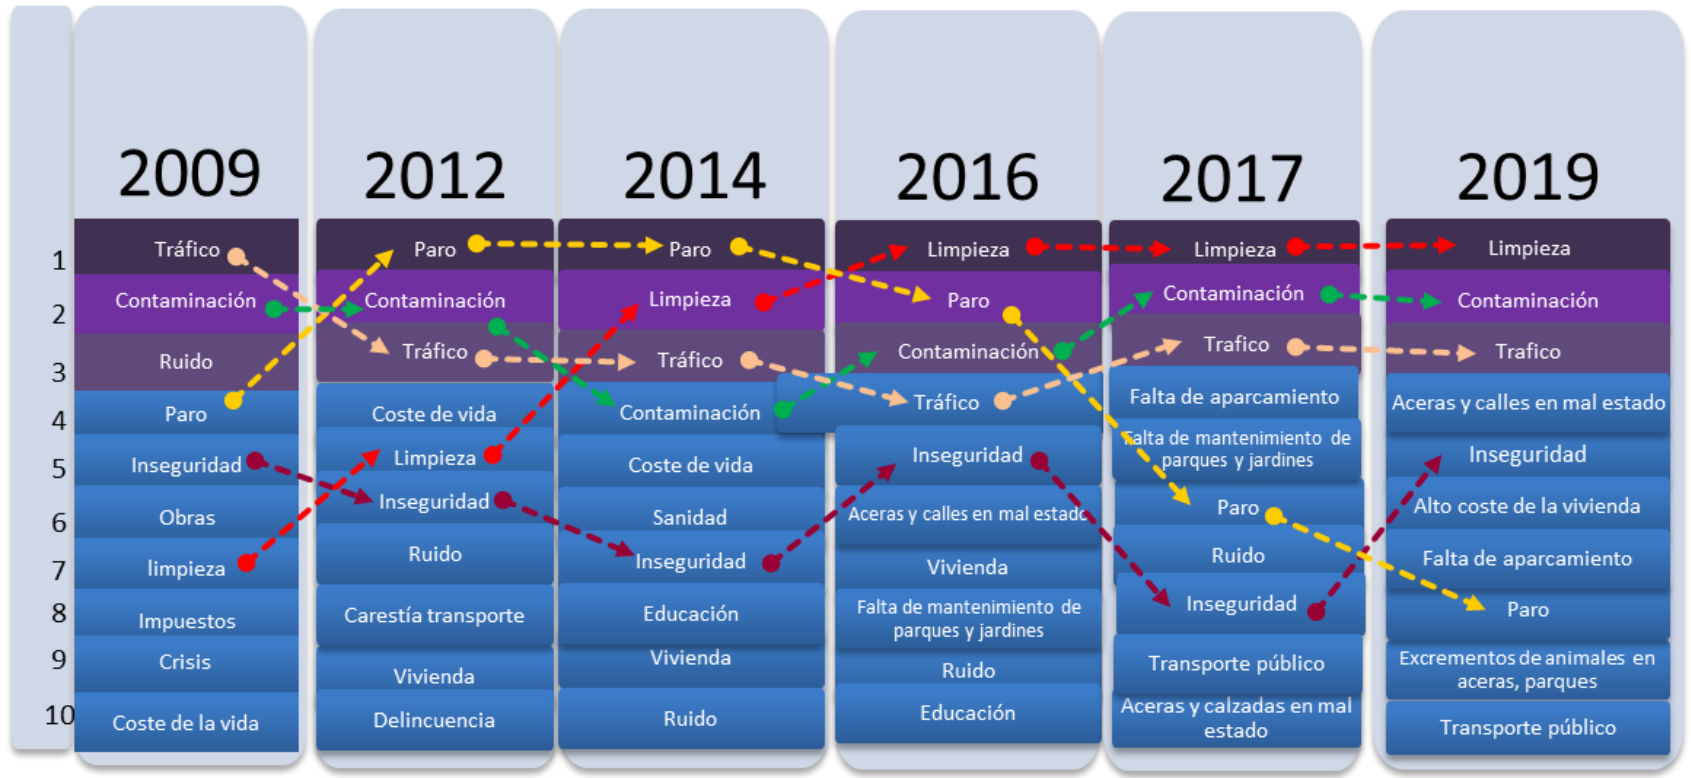 2009
2012
2014
2016
2017
2019
1
2
3
4
5
6
7
8
9
10
Tráfico
Contaminación
Ruido
Paro
Inseguridad
Obras
limpieza
Impuestos
Crisis
Coste de la vida
Paro
Contaminación
Tráfico
Coste de vida
Limpieza
Inseguridad
Ruido
Carestía transporte
Vivienda
Delincuencia
Paro
Limpieza
Tráfico
Contaminación
Coste de vida
Sanidad
Inseguridad
Educación
Vivienda
Ruido
Limpieza
Paro
Contaminación
Tráfico
Inseguridad
Aceras y calles en mal estado
Vivienda
Falta de mantenimiento de
parques y jardines
Ruido
Educación
Limpieza
Contaminación
Trafico
Falta de aparcamiento
Falta de mantenimiento de
parques y jardines
Paro
Ruido
Inseguridad
Transporte público
Aceras y calzadas en mal
estado
Limpieza
Contaminación
Trafico
Aceras y calles en mal estado
Inseguridad
Alto coste de la vivienda
Falta de aparcamiento
Paro
Excrementos de animales en
aceras, parques
Transporte público